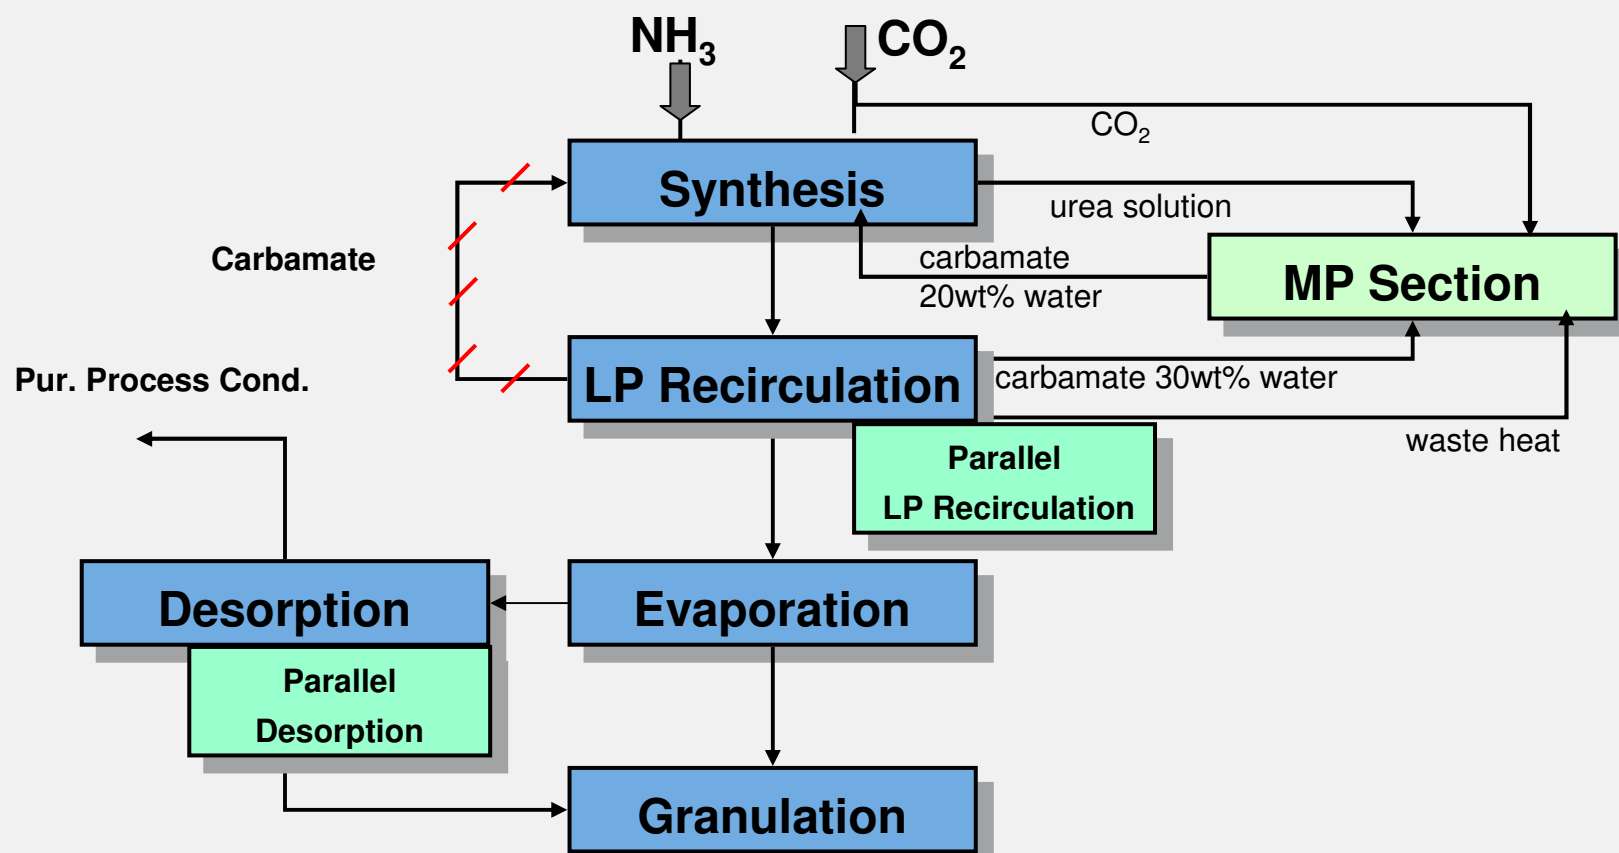 NH3
CO2
CO2
Synthesis
urea solution
Carbamate
carbamate
20wt% water
MP Section
Pur. Process Cond.
LP Recirculation
carbamate 30wt% water
waste heat
Parallel
LP Recirculation
Desorption
Evaporation
Parallel
Desorption
Granulation